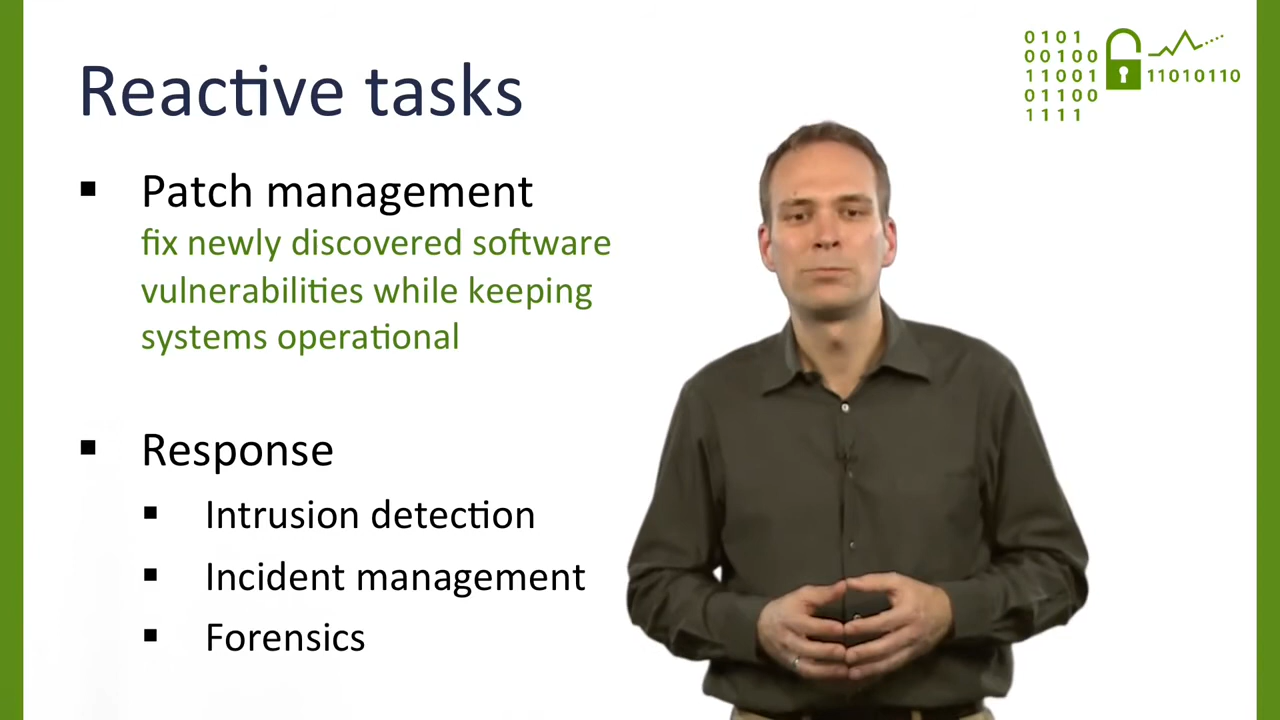 Reactive tasks
0101
00100
11001 11010110
01100
1111
▪ Patch management
fix newly discovered software
vulnerabilities while keeping
systems operational
▪ Response
▪ Intrusion detection
▪ Incident management
▪ Forensics